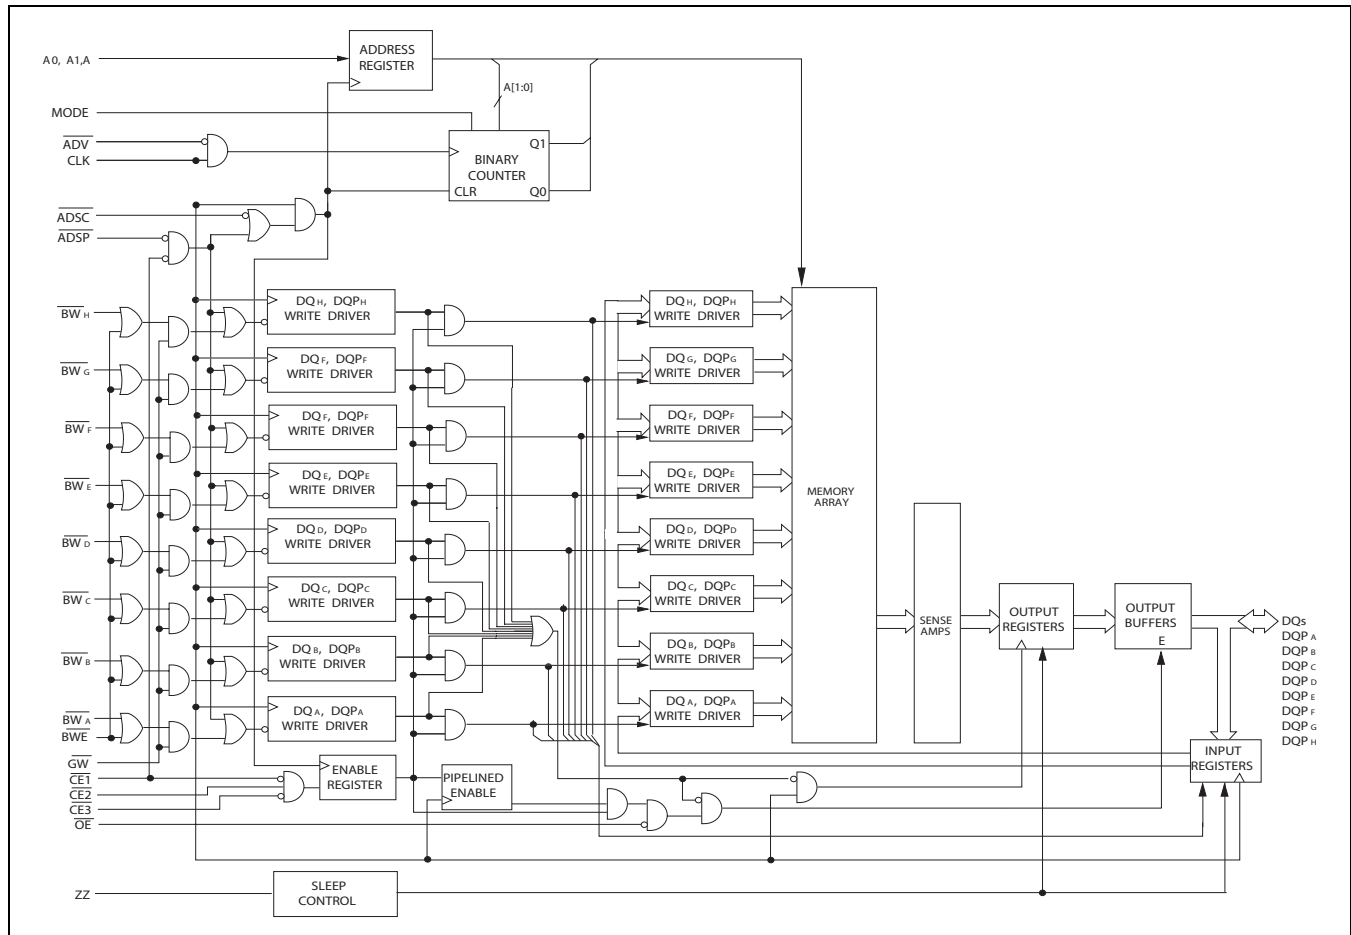 A0, A1,A
ADDRESS
REGISTER
A[1:0]
MODE
ADV
CLK
BINARY
COUNTER
CLR
Q1
Q0
ADSC
ADSP
BW H
BW G
BW F
BW E
BW D
BW C
BW B
BW A
BWE
GW
CE1
CE2
CE3
OE
ZZ
DQ H, DQP H
WRITE DRIVER
DQ F, DQP F
WRITE DRIVER
DQ F, DQP F
WRITE DRIVER
DQ E, DQP E
WRITE DRIVER
DQ D, DQP D
WRITE DRIVER
DQ C, DQP C
WRITE DRIVER
DQ B, DQP B
WRITE DRIVER
DQ A, DQP A
WRITE DRIVER
ENABLE
REGISTER
PIPELINED
ENABLE
SLEEP
CONTROL
DQ H, DQP H
WRITE DRIVER
DQ G, DQP G
WRITE DRIVER
DQ F, DQP F
WRITE DRIVER
DQ E, DQP E
WRITE DRIVER
DQ D, DQP D
WRITE DRIVER
DQ C, DQP C
WRITE DRIVER
DQ B, DQP B
WRITE DRIVER
DQ A, DQP A
WRITE DRIVER
MEMORY
ARRAY
SENSE
AMPS
OUTPUT
REGISTERS
OUTPUT
BUFFERS
E
INPUT
REGISTERS
DQs
DQP A
DQP B
DQP C
DQP D
DQP E
DQP F
DQP G
DQP H